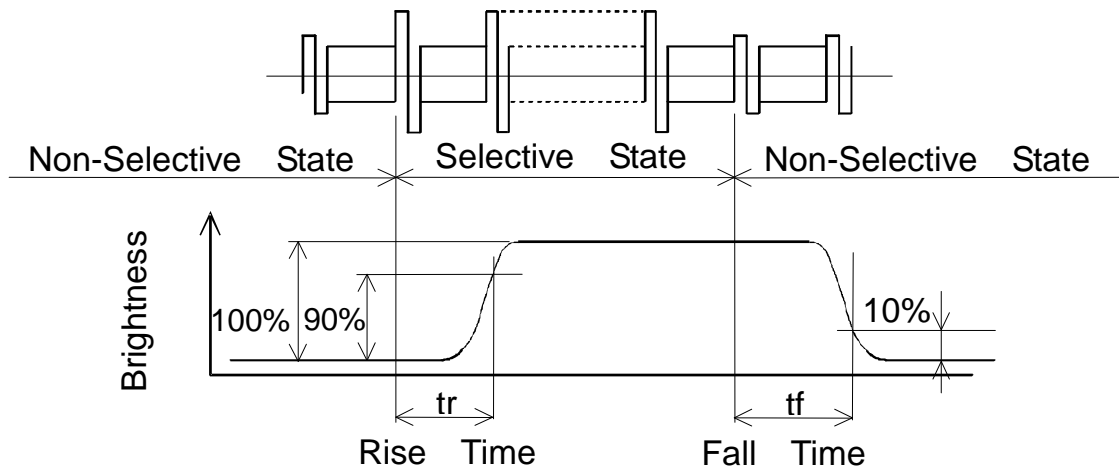 Non-Selective State Selective State Non-Selective State
Brightness
100% 90% 10%
tr tf
Rise Time Fall Time